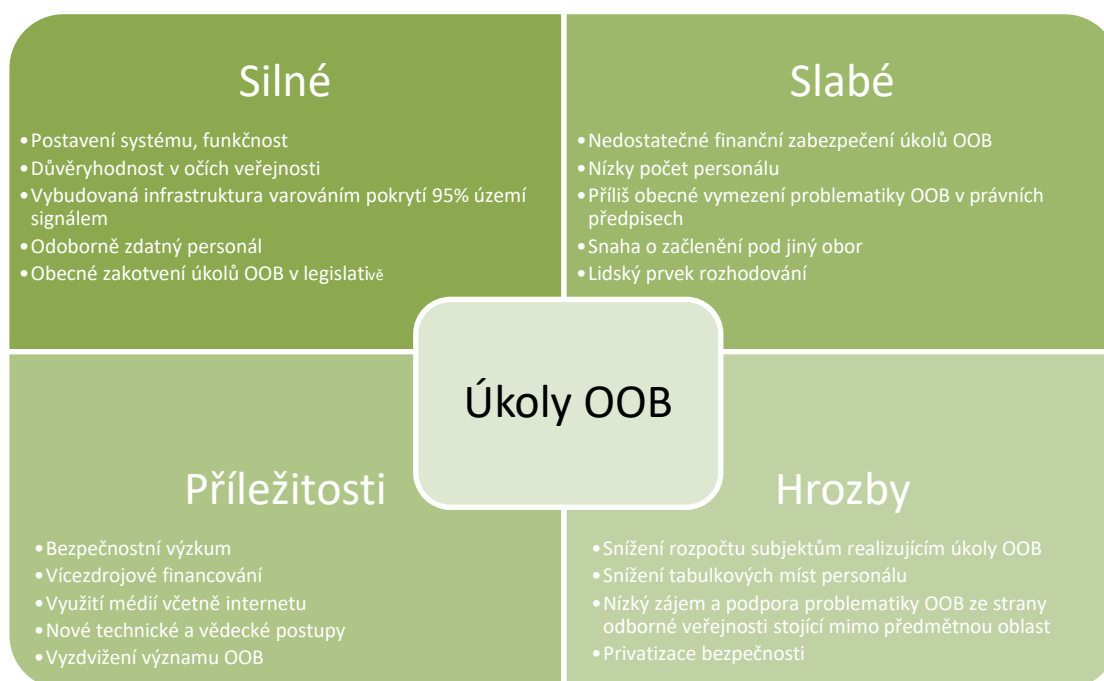 Silné
•Postavení systému, funkčnost
•Důvěryhodnost v očích veřejnosti
•Vybudovaná infrastruktura varováním pokrytí 95% území
signálem
•Odoborně zdatný personál
•Obecné zakotvení úkolů OOB v legislativě
Slabé
•Nedostatečné finanční zabezpečení úkolů OOB
•Nízky počet personálu
•Příliš obecné vymezení problematiky OOB v právních
předpisech
•Snaha o začlenění pod jiný obor
•Lidský prvek rozhodování
Úkoly OOB
Příležitosti
•Bezpečnostní výzkum
•Vícezdrojové financování
•Využití médií včetně internetu
•Nové technické a vědecké postupy
•Vyzdvižení významu OOB
Hrozby
•Snížení rozpočtu subjektům realizujícím úkoly OOB
•Snížení tabulkových míst personálu
•Nízký zájem a podpora problematiky OOB ze strany
odborné veřejnosti stojící mimo předmětnou oblast
•Privatizace bezpečnosti